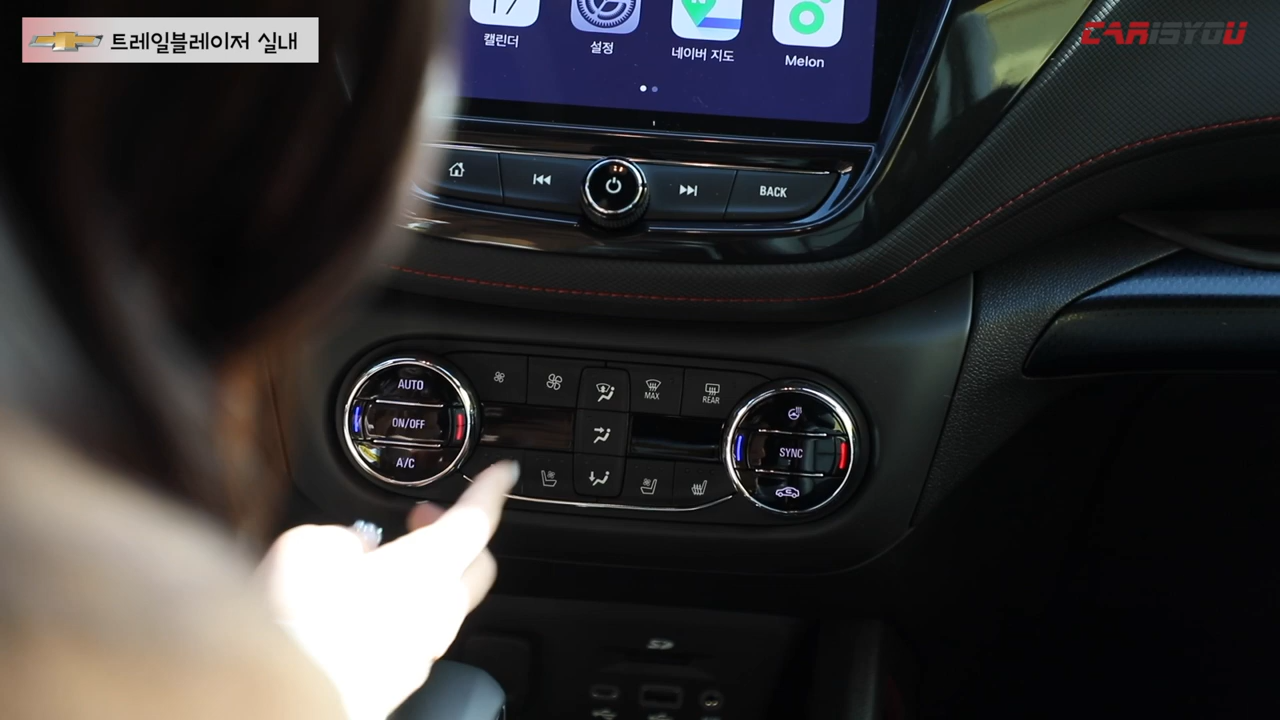 트레일블레이저 실내
CARISYOU
17
캘린더
설정
네이버 지도
Melon
BACK
AUTO
ON/OFF
A/C
MAX
REAR
SYNC